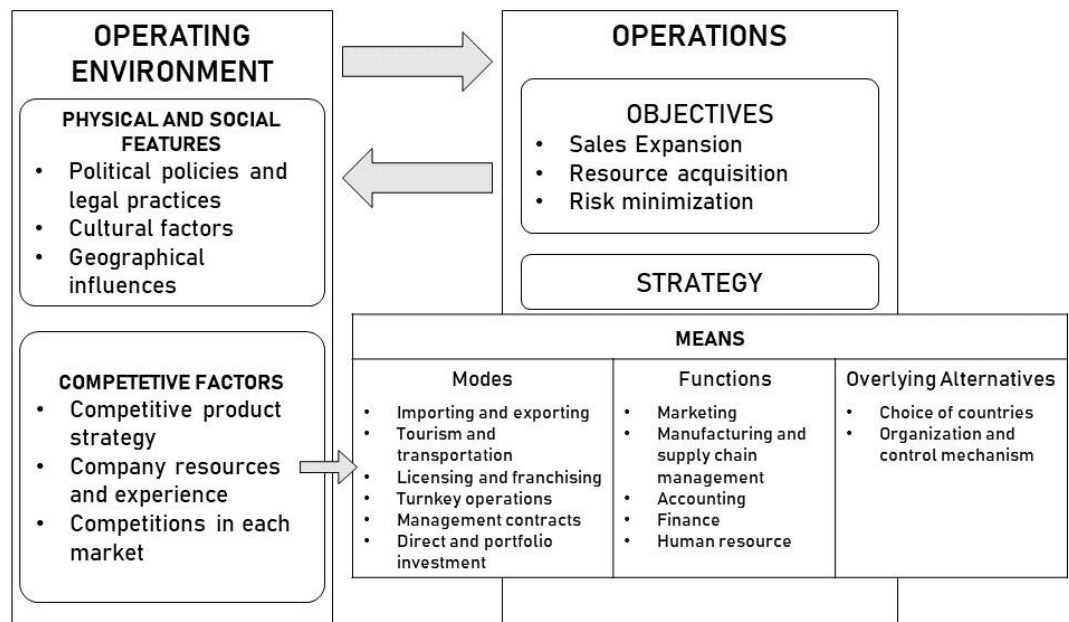 OPERATING
ENVIRONMENT
PHYSICAL AND SOCIAL
FEATURES
• Political policies and
legal practices
• Cultural factors
• Geographical
influences
COMPETETIVE FACTORS
• Competitive product
strategy
• Company resources
and experience
• Competitions in each
market
OPERATIONS
OBJECTIVES
• Sales Expansion
• Resource acquisition
• Risk minimization
STRATEGY
MEANS
Modes
• Importing and exporting
• Tourism and
transportation
• Licensing and franchising
• Turnkey operations
• Management contracts
• Direct and portfolio
investment
Functions
• Marketing
• Manufacturing and
supply chain
management
• Accounting
• Finance
• Human resource
Overlying Alternatives
• Choice of countries
• Organization and
control mechanism